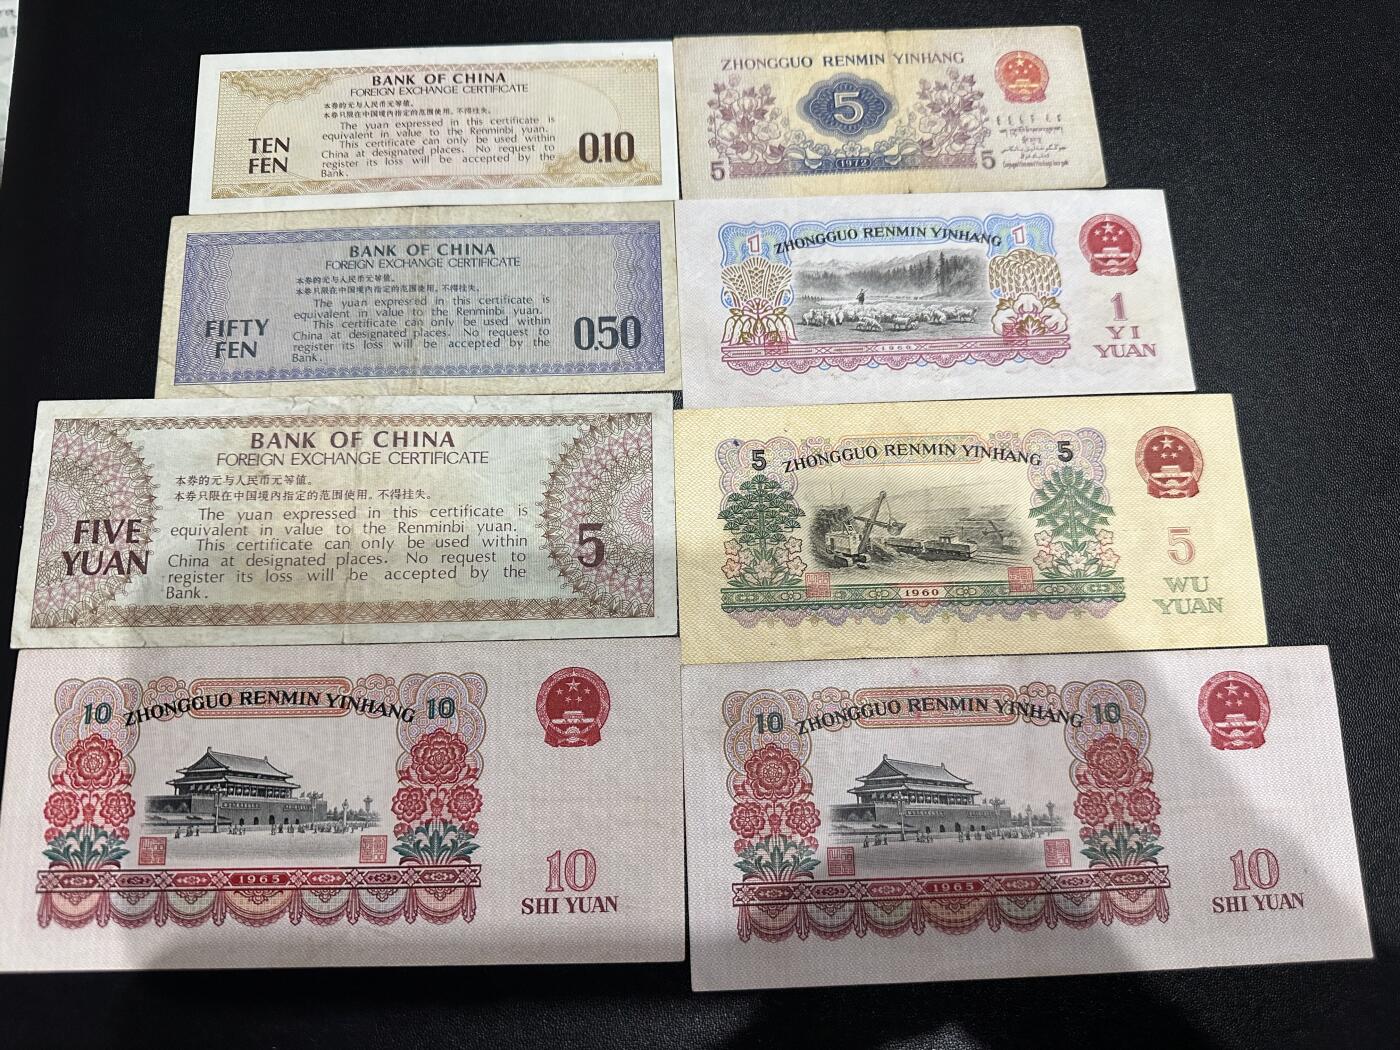 BANK OF CHINA
FOREIGN EXCHANGE CERTIFICATE
本券的元与人民币元等值。
本券只限在中国境内指定的范围使用，不得挂失。
The yuan expressed in this certificate is
equivalent in value to the Renminbi yuan.
This certificate can only be used within
China at designated places. No request to
register its loss will be accepted by the
Bank.
TEN
FEN
0.10
ZHONGGUO RENMIN YINHANG
5
1972
5
5
BANK OF CHINA
FOREIGN EXCHANGE CERTIFICATE
本券的元与人民币元等值。
本券只限在中国境内指定的范围使用，不得挂失。
The yuan expressed in this certificate is
equivalent in value to the Renminbi yuan.
This certificate can only be used within
China at designated places. No request to
register its loss will be accepted by the
Bank.
FIFTY
FEN
0.50
1 ZHONGGUO RENMIN YINHANG 1
1960
1
YI
YUAN
BANK OF CHINA
FOREIGN EXCHANGE CERTIFICATE
本券的元与人民币元等值。
本券只限在中国境内指定的范围使用，不得挂失。
The yuan expressed in this certificate is
equivalent in value to the Renminbi yuan.
This certificate can only be used within
China at designated places. No request to
register its loss will be accepted by the
Bank.
FIVE
YUAN
5
5 ZHONGGUO RENMIN YINHANG 5
1960
5
WU
YUAN
10 ZHONGGUO RENMIN YINHANG 10
1965
10
SHI YUAN
10 ZHONGGUO RENMIN YINHANG 10
1965
10
SHI YUAN